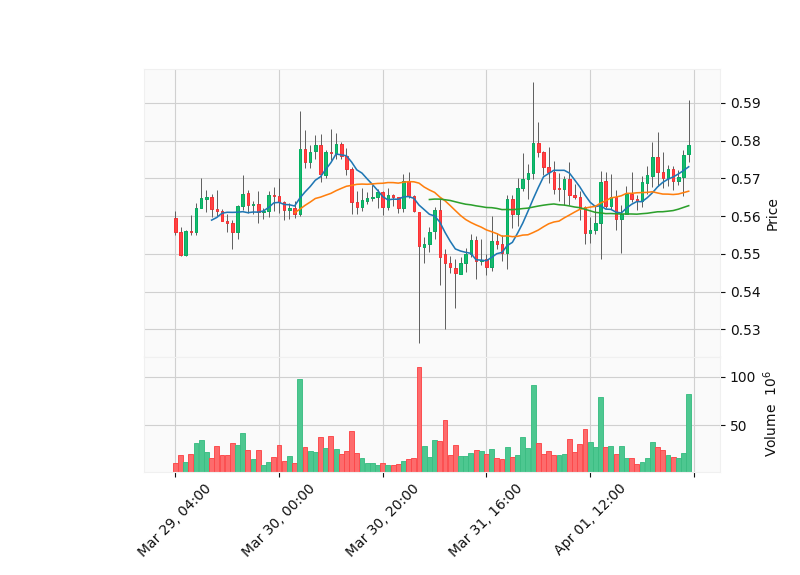 0.59
0.58
0.57
0.56
0.55
0.54
0.53
Price
100
50
Volume 10^6
Mar 29, 04:00
Mar 30, 00:00
Mar 30, 20:00
Mar 31, 16:00
Apr 01, 12:00